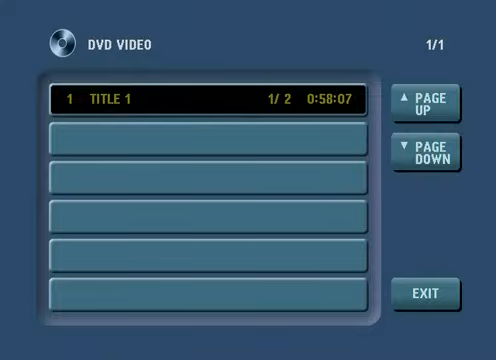 DVD VIDEO 1/1
1 TITLE 1 1/ 2 0:58:07
▲ PAGE
UP
▼ PAGE
DOWN
EXIT